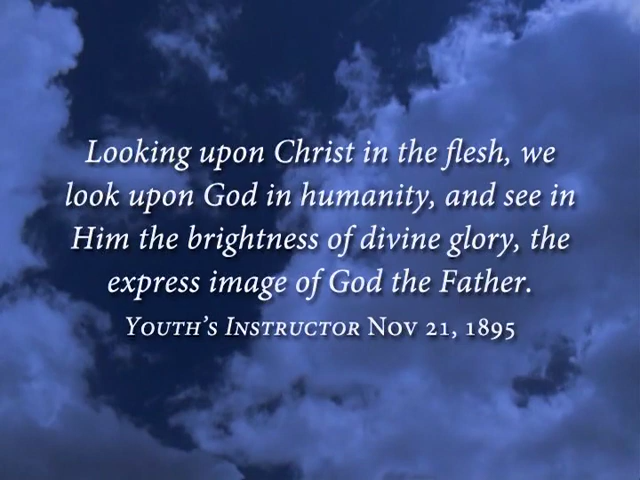 Looking upon Christ in the flesh, we
look upon God in humanity, and see in
Him the brightness of divine glory, the
express image of God the Father.
Youth's Instructor Nov 21, 1895